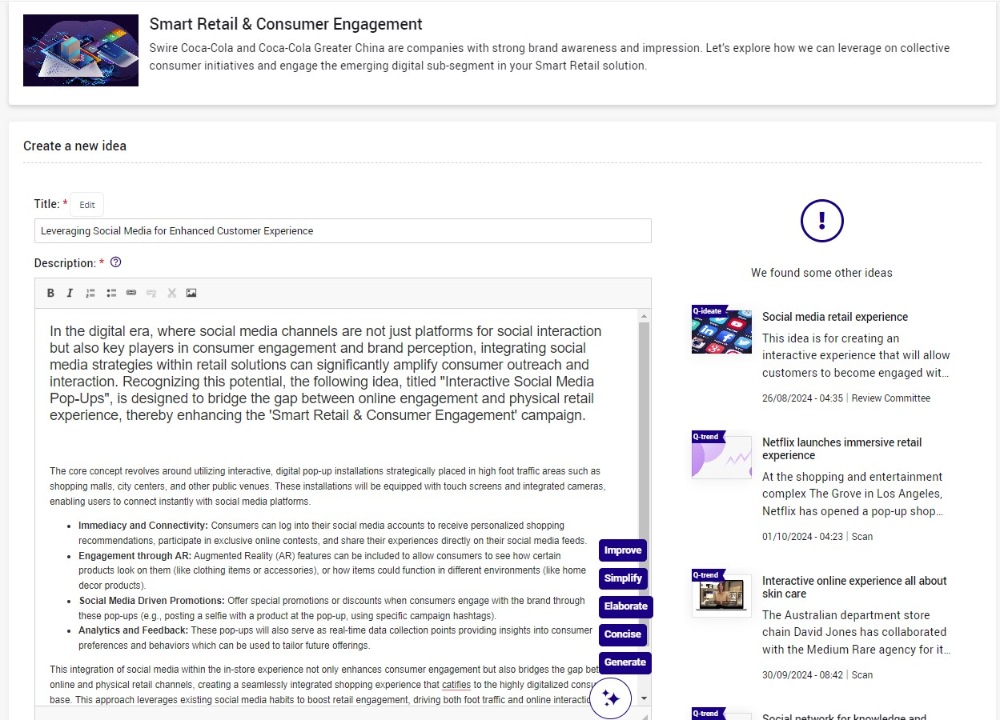 Smart Retail & Consumer Engagement
Swire Coca-Cola and Coca-Cola Greater China are companies with strong brand awareness and impression. Let's explore how we can leverage on collective
consumer initiatives and engage the emerging digital sub-segment in your Smart Retail solution.
Create a new idea
Title: * Edit
Leveraging Social Media for Enhanced Customer Experience
Description: *
B I
In the digital era, where social media channels are not just platforms for social interaction
but also key players in consumer engagement and brand perception, integrating social
media strategies within retail solutions can significantly amplify consumer outreach and
interaction. Recognizing this potential, the following idea, titled "Interactive Social Media
Pop-Ups", is designed to bridge the gap between online engagement and physical retail
experience, thereby enhancing the 'Smart Retail & Consumer Engagement' campaign.
The core concept revolves around utilizing interactive, digital pop-up installations strategically placed in high foot traffic areas such as
shopping malls, city centers, and other public venues. These installations will be equipped with touch screens and integrated cameras,
enabling users to connect instantly with social media platforms.
• Immediacy and Connectivity: Consumers can log into their social media accounts to receive personalized shopping
recommendations, participate in exclusive online contests, and share their experiences directly on their social media feeds.
• Engagement through AR: Augmented Reality (AR) features can be included to allow consumers to see how certain
products look on them (like clothing items or accessories), or how items could function in different environments (like home
decor products).
• Social Media Driven Promotions: Offer special promotions or discounts when consumers engage with the brand through
these pop-ups (e.g., posting a selfie with a product at the pop-up, using specific campaign hashtags).
• Analytics and Feedback: These pop-ups will also serve as real-time data collection points providing insights into consumer
preferences and behaviors which can be used to tailor future offerings.
This integration of social media within the in-store experience not only enhances consumer engagement but also bridges the gap
online and physical retail channels, creating a seamlessly integrated shopping experience that catifies to the highly digitalized
base. This approach leverages existing social media habits to boost retail engagement, driving both foot traffic and online
Improve
Simplify
Elaborate
Concise
Generate
!
We found some other ideas
Q-ideate
Social media retail experience
This idea is for creating an
interactive experience that will allow
customers to become engaged wit...
26/08/2024 - 04:35 | Review Committee
Q-trend
Netflix launches immersive retail
experience
At the shopping and entertainment
complex The Grove in Los Angeles,
Netflix has opened a pop-up shop...
01/10/2024 - 04:23 | Scan
Q-trend
Interactive online experience all about
skin care
The Australian department store
chain David Jones has collaborated
with the Medium Rare agency for it...
30/09/2024 - 08:42 | Scan
Q-trend
Social network for knowledge and